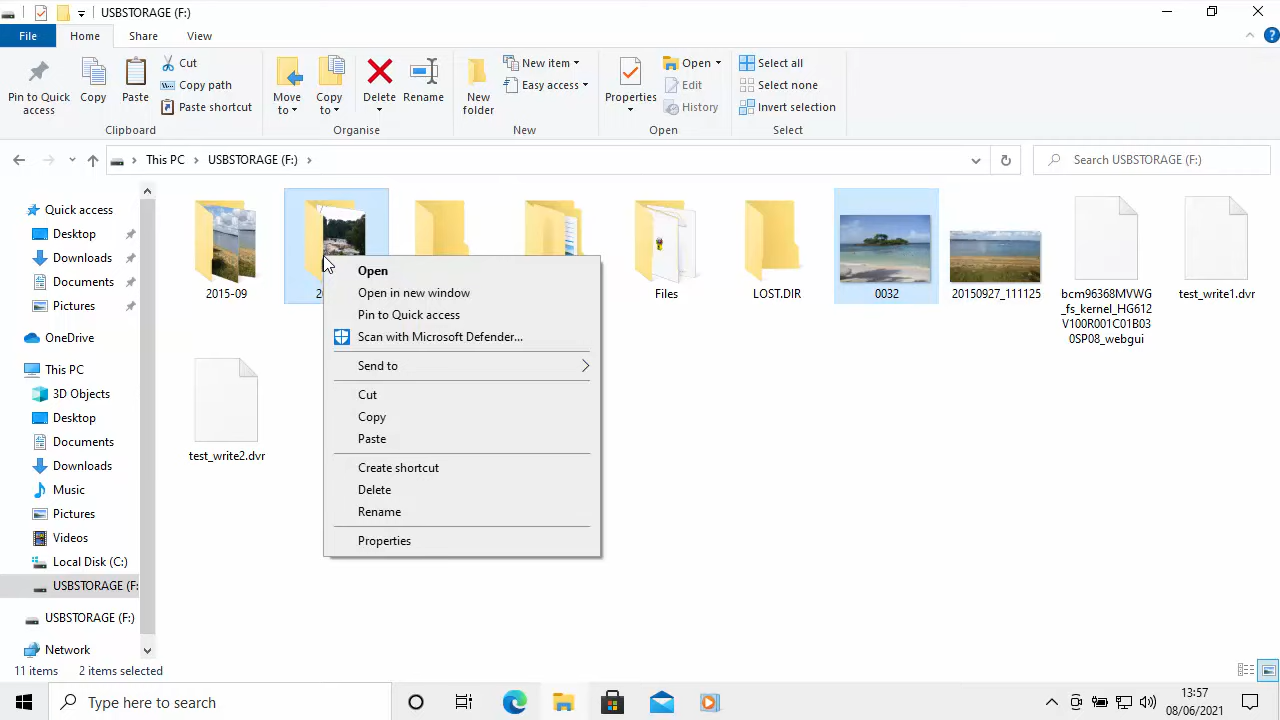 USBSTORAGE (F:)
File
Home
Share
View
Pin to Quick
access
Copy
Paste
Cut
Copy path
Paste shortcut
Clipboard
Move
to
Copy
to
Delete
Rename
Organise
New
folder
New item
Easy access
New
Properties
Open
Edit
History
Open
Select all
Select none
Invert selection
Select
This PC
USBSTORAGE (F:)
Search USBSTORAGE (F:)
Quick access
Desktop
Downloads
Documents
Pictures
OneDrive
This PC
3D Objects
Desktop
Documents
Downloads
Music
Pictures
Videos
Local Disk (C:)
USBSTORAGE (F:
USBSTORAGE (F:)
Network
2015-09
Files
LOST.DIR
0032
20150927_111125
bcm96368MVWG
_fs_kernel_HG612
V100R001C01B03
0SP08_webgui
test_write1.dvr
test_write2.dvr
Open
Open in new window
Pin to Quick access
Scan with Microsoft Defender...
Send to
Cut
Copy
Paste
Create shortcut
Delete
Rename
Properties
11 items
2 items selected
Type here to search
13:57
08/06/2021